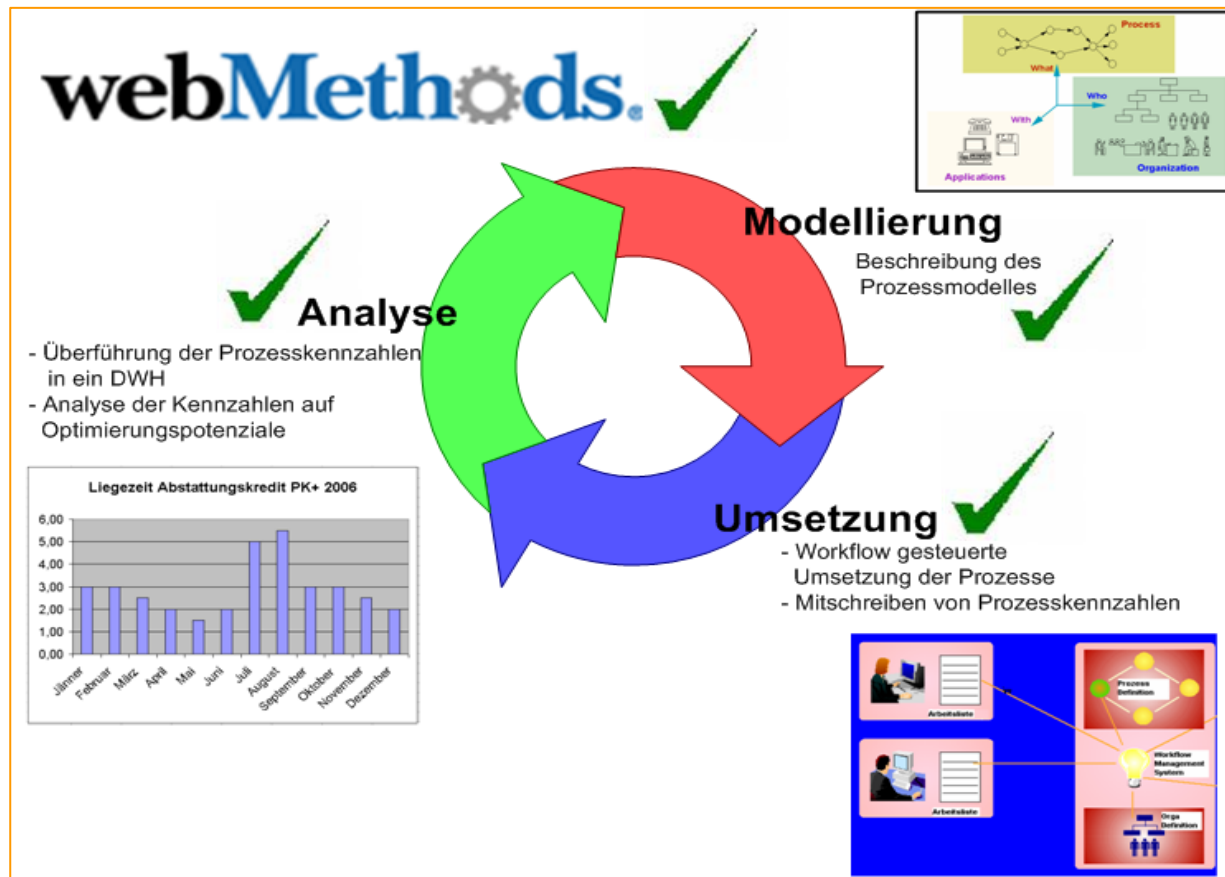 webMethods®
Process
What
Who
With
Applications
Organization
Modellierung
Beschreibung des
Prozessmodelles
Analyse
- Überführung der Prozesskennzahlen
in ein DWH
- Analyse der Kennzahlen auf
Optimierungspotenziale
Liegezeit Abstattungskredit PK+ 2006
6,00
5,00
4,00
3,00
2,00
1,00
0,00
Jänner
Februar
März
April
Mai
Juni
Juli
August
September
Oktober
November
Dezember
Umsetzung
- Workflow gesteuerte
Umsetzung der Prozesse
- Mitschreiben von Prozesskennzahlen
Arbeitsliste
Arbeitsliste
Prozess
Definition
Workflow
Management
System
Orga
Definition